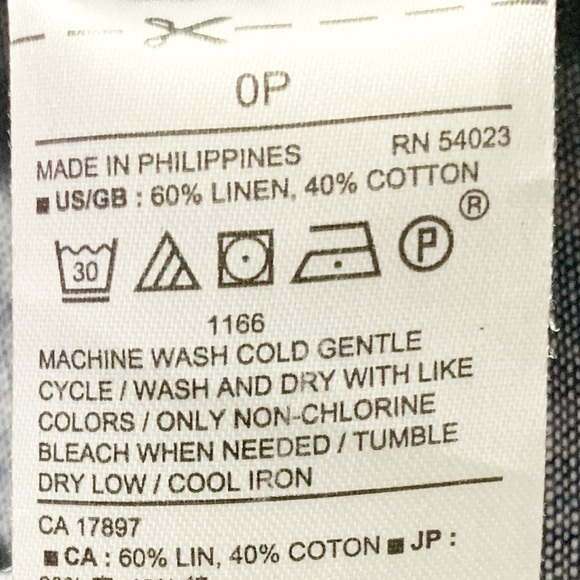 0P
MADE IN PHILIPPINES RN 54023
■ US/GB : 60% LINEN, 40% COTTON
®
30 P
1166
MACHINE WASH COLD GENTLE
CYCLE / WASH AND DRY WITH LIKE
COLORS / ONLY NON-CHLORINE
BLEACH WHEN NEEDED / TUMBLE
DRY LOW / COOL IRON
CA 17897
■ CA : 60% LIN, 40% COTON ■ JP :